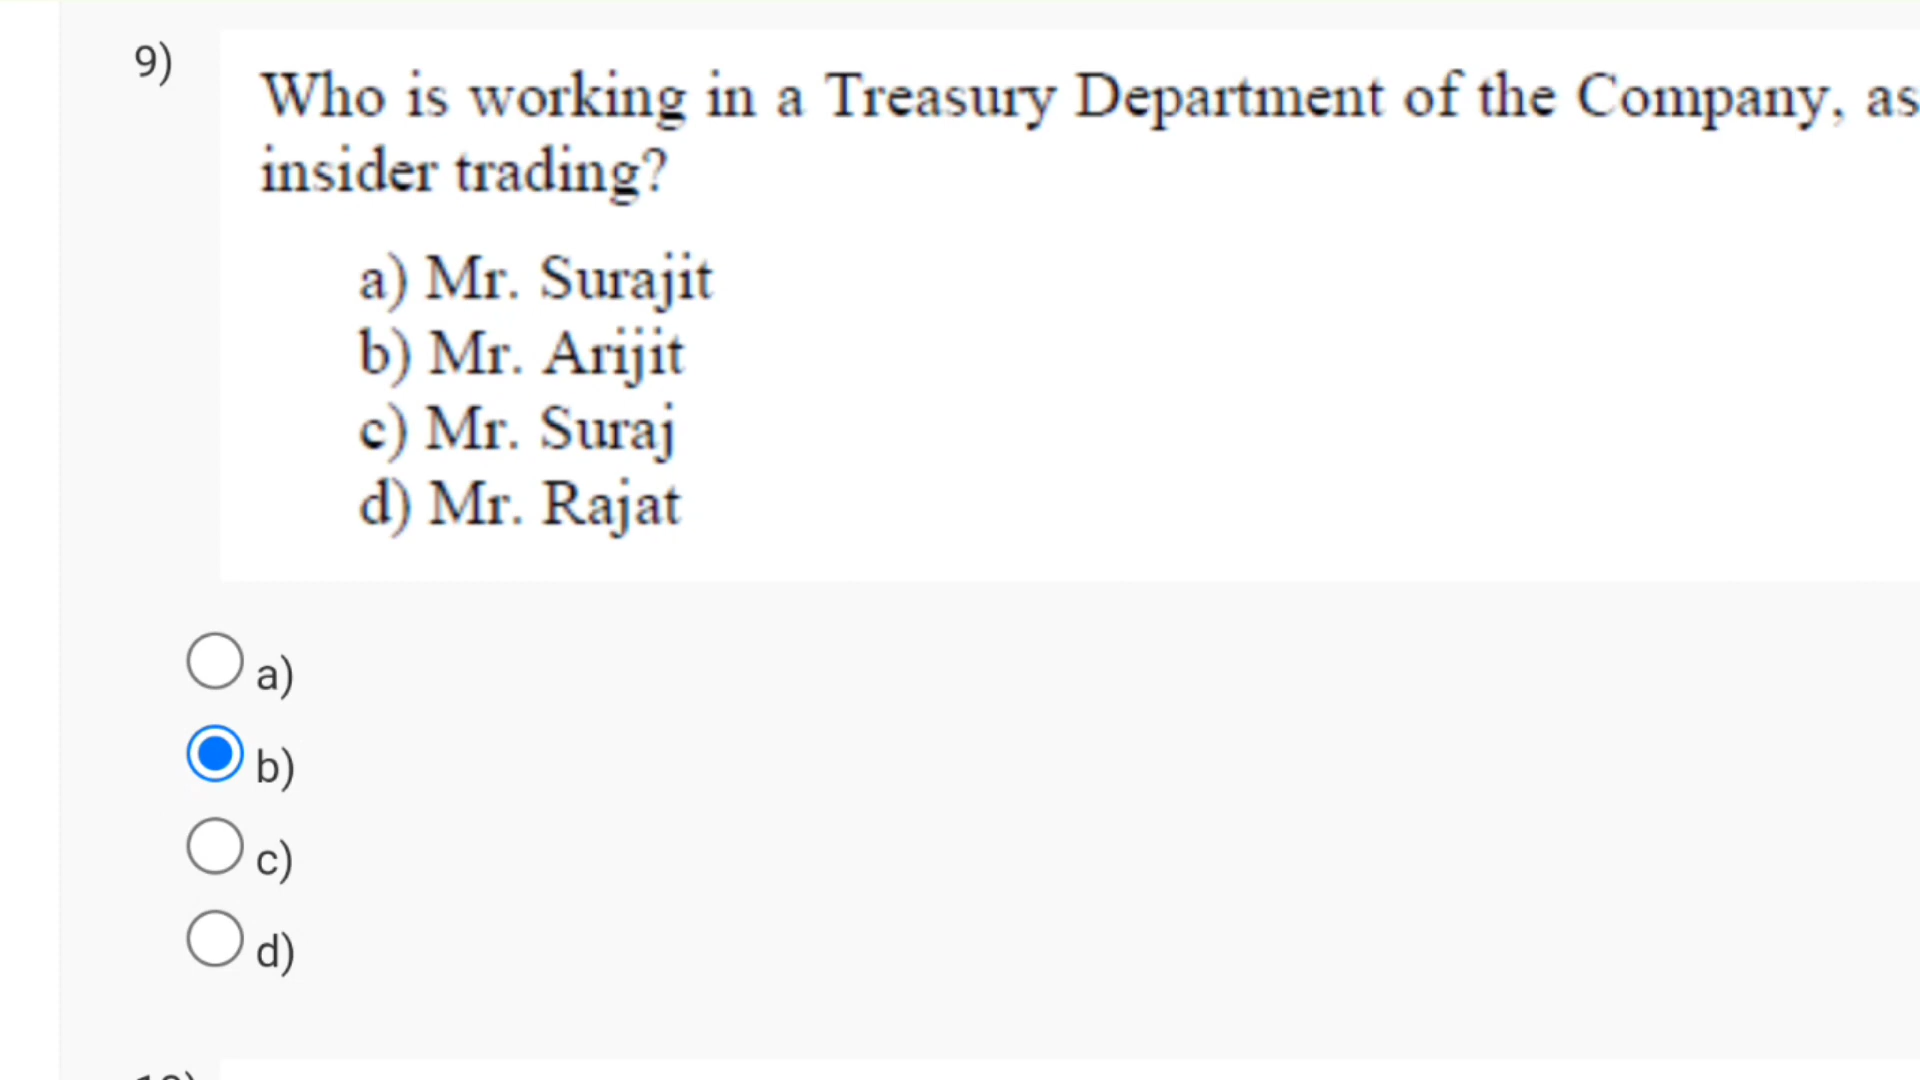 9)
Who is working in a Treasury Department of the Company, as
insider trading?
a) Mr. Surajit
b) Mr. Arijit
c) Mr. Suraj
d) Mr. Rajat
a)
b)
c)
d)